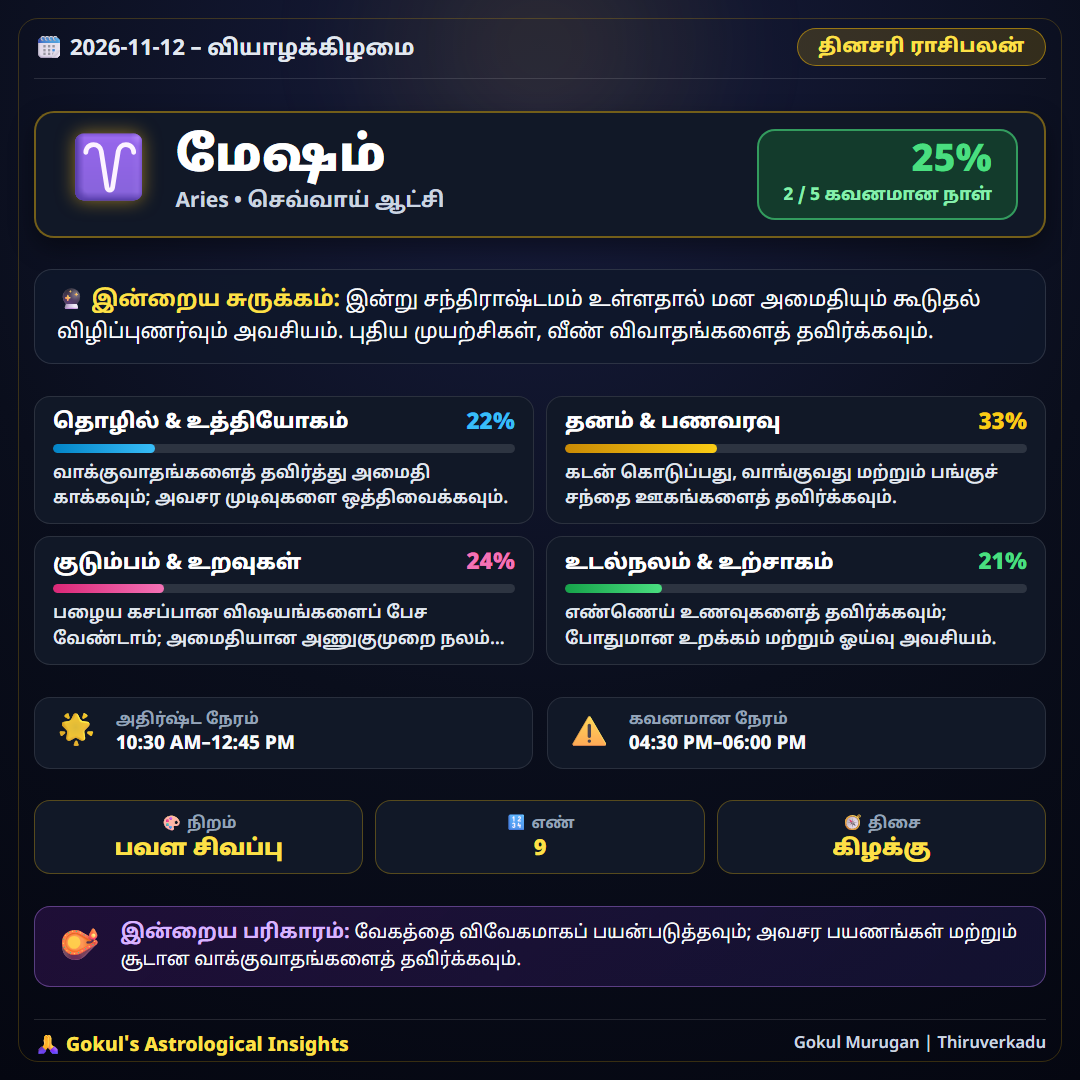 2026-11-12 – வியாழக்கிழமை
தினசரி ராசிபலன்
மேஷம்
Aries • செவ்வாய் ஆட்சி
25%
2 / 5 கவனமான நாள்
இன்றைய சுருக்கம்: இன்று சந்திராஷ்டமம் உள்ளதால் மன அமைதியும் கூடுதல்
விழிப்புணர்வும் அவசியம். புதிய முயற்சிகள், வீண் விவாதங்களைத் தவிர்க்கவும்.
தொழில் & உத்தியோகம்
22%
வாக்குவாதங்களைத் தவிர்த்து அமைதி
காக்கவும்; அவசர முடிவுகளை ஒத்திவைக்கவும்.
தனம் & பணவரவு
33%
கடன் கொடுப்பது, வாங்குவது மற்றும் பங்குச்
சந்தை ஊகங்களைத் தவிர்க்கவும்.
குடும்பம் & உறவுகள்
24%
பழைய கசப்பான விஷயங்களைப் பேச
வேண்டாம்; அமைதியான அணுகுமுறை நலம்...
உடல்நலம் & உற்சாகம்
21%
எண்ணெய் உணவுகளைத் தவிர்க்கவும்;
போதுமான உறக்கம் மற்றும் ஓய்வு அவசியம்.
அதிர்ஷ்ட நேரம்
10:30 AM–12:45 PM
கவனமான நேரம்
04:30 PM–06:00 PM
நிறம்
பவள சிவப்பு
எண்
9
திசை
கிழக்கு
இன்றைய பரிகாரம்: வேகத்தை விவேகமாகப் பயன்படுத்தவும்; அவசர பயணங்கள் மற்றும்
சூடான வாக்குவாதங்களைத் தவிர்க்கவும்.
Gokul's Astrological Insights
Gokul Murugan | Thiruverkadu